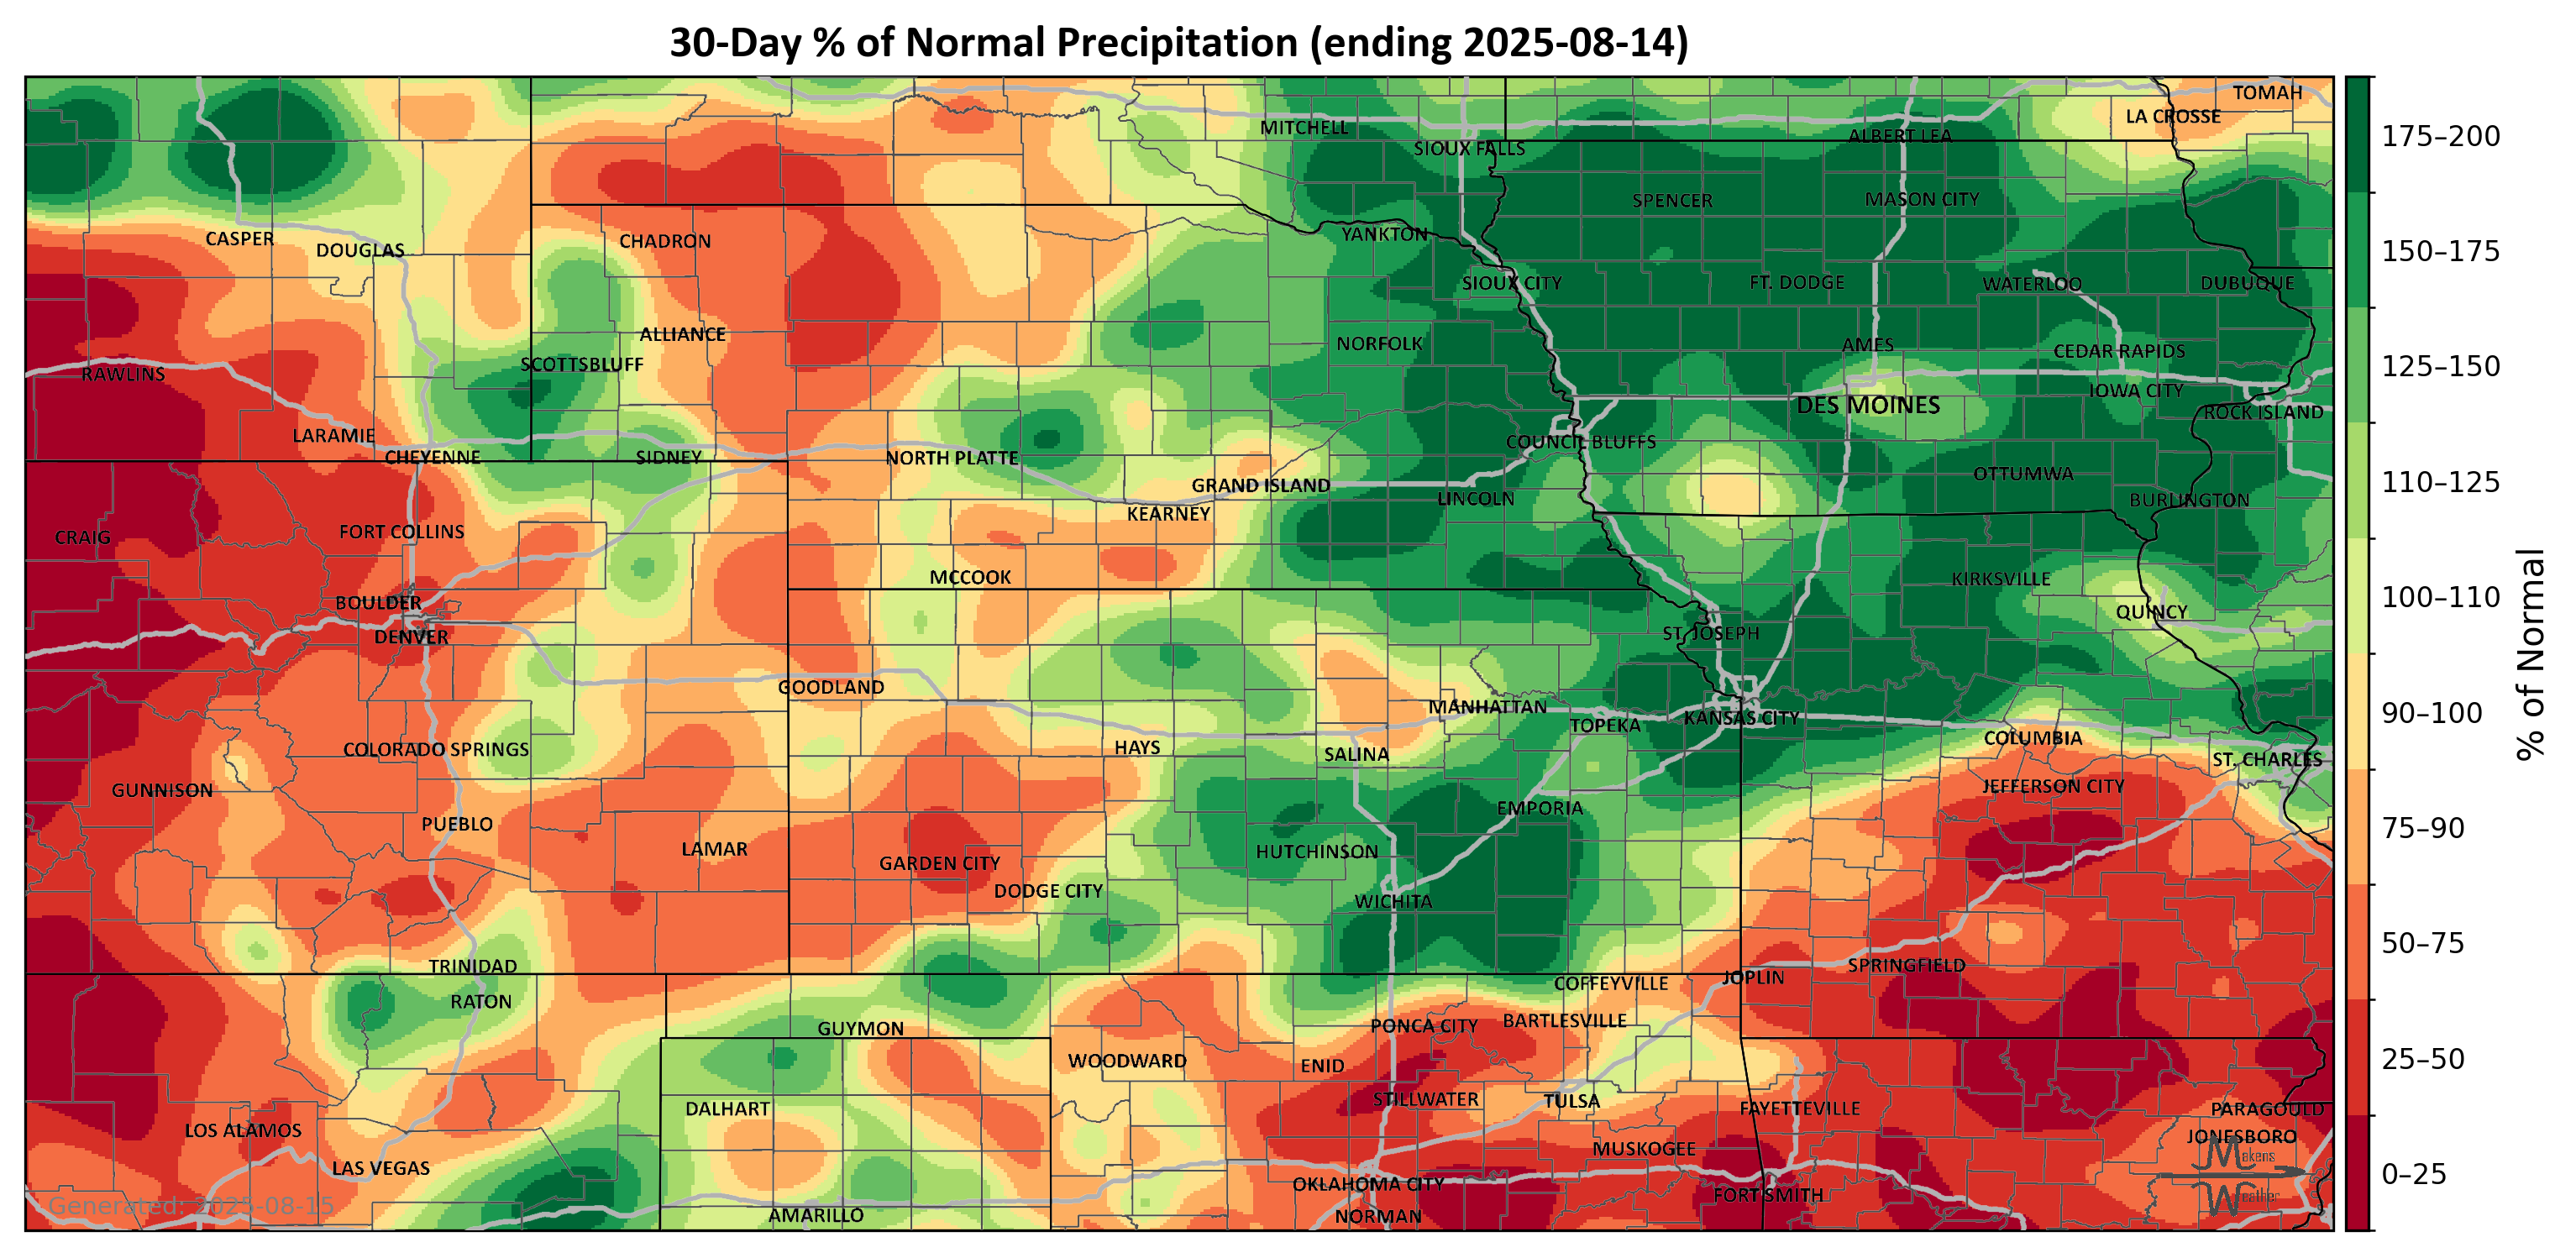 30-Day % of Normal Precipitation (ending 2025-08-14)
TOMAH
LA CROSSE
MITCHELL
ALBERT LEA
SIOUX FALLS
SPENCER
MASON CITY
YANKTON
CASPER
CHADRON
DOUGLAS
SIOUX CITY
FT. DODGE
WATERLOO
DUBUQUE
ALLIANCE
NORFOLK
AMES
CEDAR RAPIDS
SCOTTSBLUFF
RAWLINS
IOWA CITY
DES MOINES
ROCK ISLAND
LARAMIE
COUNCIL BLUFFS
CHEYENNE
SIDNEY
NORTH PLATTE
OTTUMWA
GRAND ISLAND
LINCOLN
BURLINGTON
KEARNEY
FORT COLLINS
CRAIG
MCCOOK
KIRKSVILLE
BOULDER
QUINCY
DENVER
ST. JOSEPH
GOODLAND
MANHATTAN
KANSAS CITY
TOPEKA
COLUMBIA
COLORADO SPRINGS
HAYS
SALINA
ST. CHARLES
GUNNISON
JEFFERSON CITY
EMPORIA
PUEBLO
LAMAR
HUTCHINSON
GARDEN CITY
DODGE CITY
WICHITA
TRINIDAD
SPRINGFIELD
JOPLIN
COFFEYVILLE
RATON
BARTLESVILLE
PONCA CITY
GUYMON
WOODWARD
ENID
STILLWATER
TULSA
DALHART
FAYETTEVILLE
PARAGOULD
LOS ALAMOS
JONESBORO
MUSKOGEE
LAS VEGAS
OKLAHOMA CITY
FORT SMITH
AMARILLO
NORMAN
Generated: 2025-08-15
Makens
Weather
175–200
150–175
125–150
110–125
100–110
90–100
75–90
50–75
25–50
0–25
% of Normal